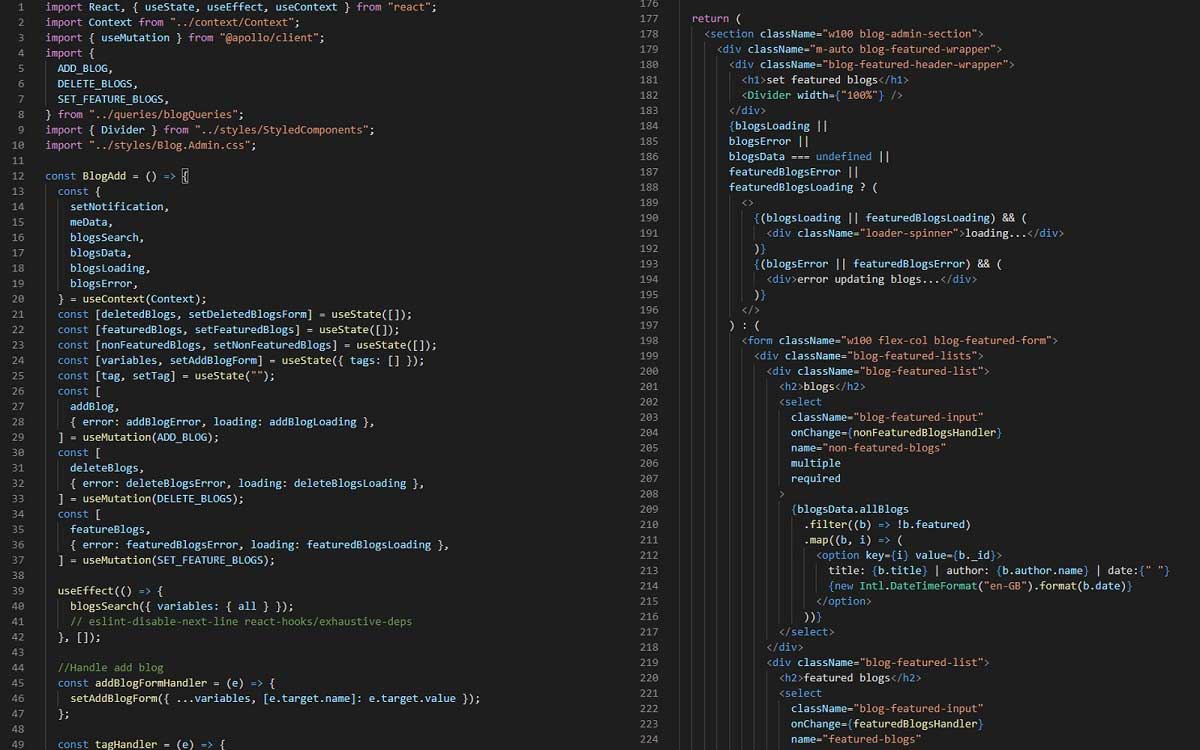 1 import React, { useState, useEffect, useContext } from "react";
2 import Context from "../context/Context";
3 import { useMutation } from "@apollo/client";
4 import {
5 ADD_BLOG,
6 DELETE_BLOGS,
7 SET_FEATURE_BLOGS,
8 } from "../queries/blogQueries";
9 import { Divider } from "../styles/StyledComponents";
10 import "../styles/Blog.Admin.css";
11
12 const BlogAdd = () => {
13 const {
14 setNotification,
15 meData,
16 blogsSearch,
17 blogsData,
18 blogsLoading,
19 blogsError,
20 } = useContext(Context);
21 const [deletedBlogs, setDeletedBlogsForm] = useState([]);
22 const [featuredBlogs, setFeaturedBlogs] = useState([]);
23 const [nonFeaturedBlogs, setNonFeaturedBlogs] = useState([]);
24 const [variables, setAddBlogForm] = useState({ tags: [] });
25 const [tag, setTag] = useState("");
26 const [
27 addBlog,
28 { error: addBlogError, loading: addBlogLoading },
29 ] = useMutation(ADD_BLOG);
30 const [
31 deleteBlogs,
32 { error: deleteBlogsError, loading: deleteBlogsLoading },
33 ] = useMutation(DELETE_BLOGS);
34 const [
35 featureBlogs,
36 { error: featuredBlogsError, loading: featuredBlogsLoading },
37 ] = useMutation(SET_FEATURE_BLOGS);
38
39 useEffect(() => {
40 blogsSearch({ variables: { all } });
41 // eslint-disable-next-line react-hooks/exhaustive-deps
42 }, []);
43
44 //Handle add blog
45 const addBlogFormHandler = (e) => {
46 setAddBlogForm({ ...variables, [e.target.name]: e.target.value });
47 };
48
49 const tagHandler = (e) => {
176
177 return (
178 <section className="w100 blog-admin-section">
179 <div className="m-auto blog-featured-wrapper">
180 <div className="blog-featured-header-wrapper">
181 <h1>set featured blogs</h1>
182 <Divider width={"100%"} />
183 </div>
184 {blogsLoading ||
185 blogsError ||
186 blogsData === undefined ||
187 featuredBlogsError ||
188 featuredBlogsLoading ? (
189 <>
190 {(blogsLoading || featuredBlogsLoading) && (
191 <div className="loader-spinner">loading...</div>
192 )}
193 {(blogsError || featuredBlogsError) && (
194 <div>error updating blogs...</div>
195 )}
196 </>
197 ) : (
198 <form className="w100 flex-col blog-featured-form">
199 <div className="blog-featured-lists">
200 <div className="blog-featured-list">
201 <h2>blogs</h2>
202 <select
203 className="blog-featured-input"
204 onChange={nonFeaturedBlogsHandler}
205 name="non-featured-blogs"
206 multiple
207 required
208 >
209 {blogsData.allBlogs
210 .filter((b) => !b.featured)
211 .map((b, i) => (
212 <option key={i} value={b._id}>
213 title: {b.title} | author: {b.author.name} | date:{" "}
214 {new Intl.DateTimeFormat("en-GB").format(b.date)}
215 </option>
216 ))}
217 </select>
218 </div>
219 <div className="blog-featured-list">
220 <h2>featured blogs</h2>
221 <select
222 className="blog-featured-input"
223 onChange={featuredBlogsHandler}
224 name="featured-blogs"